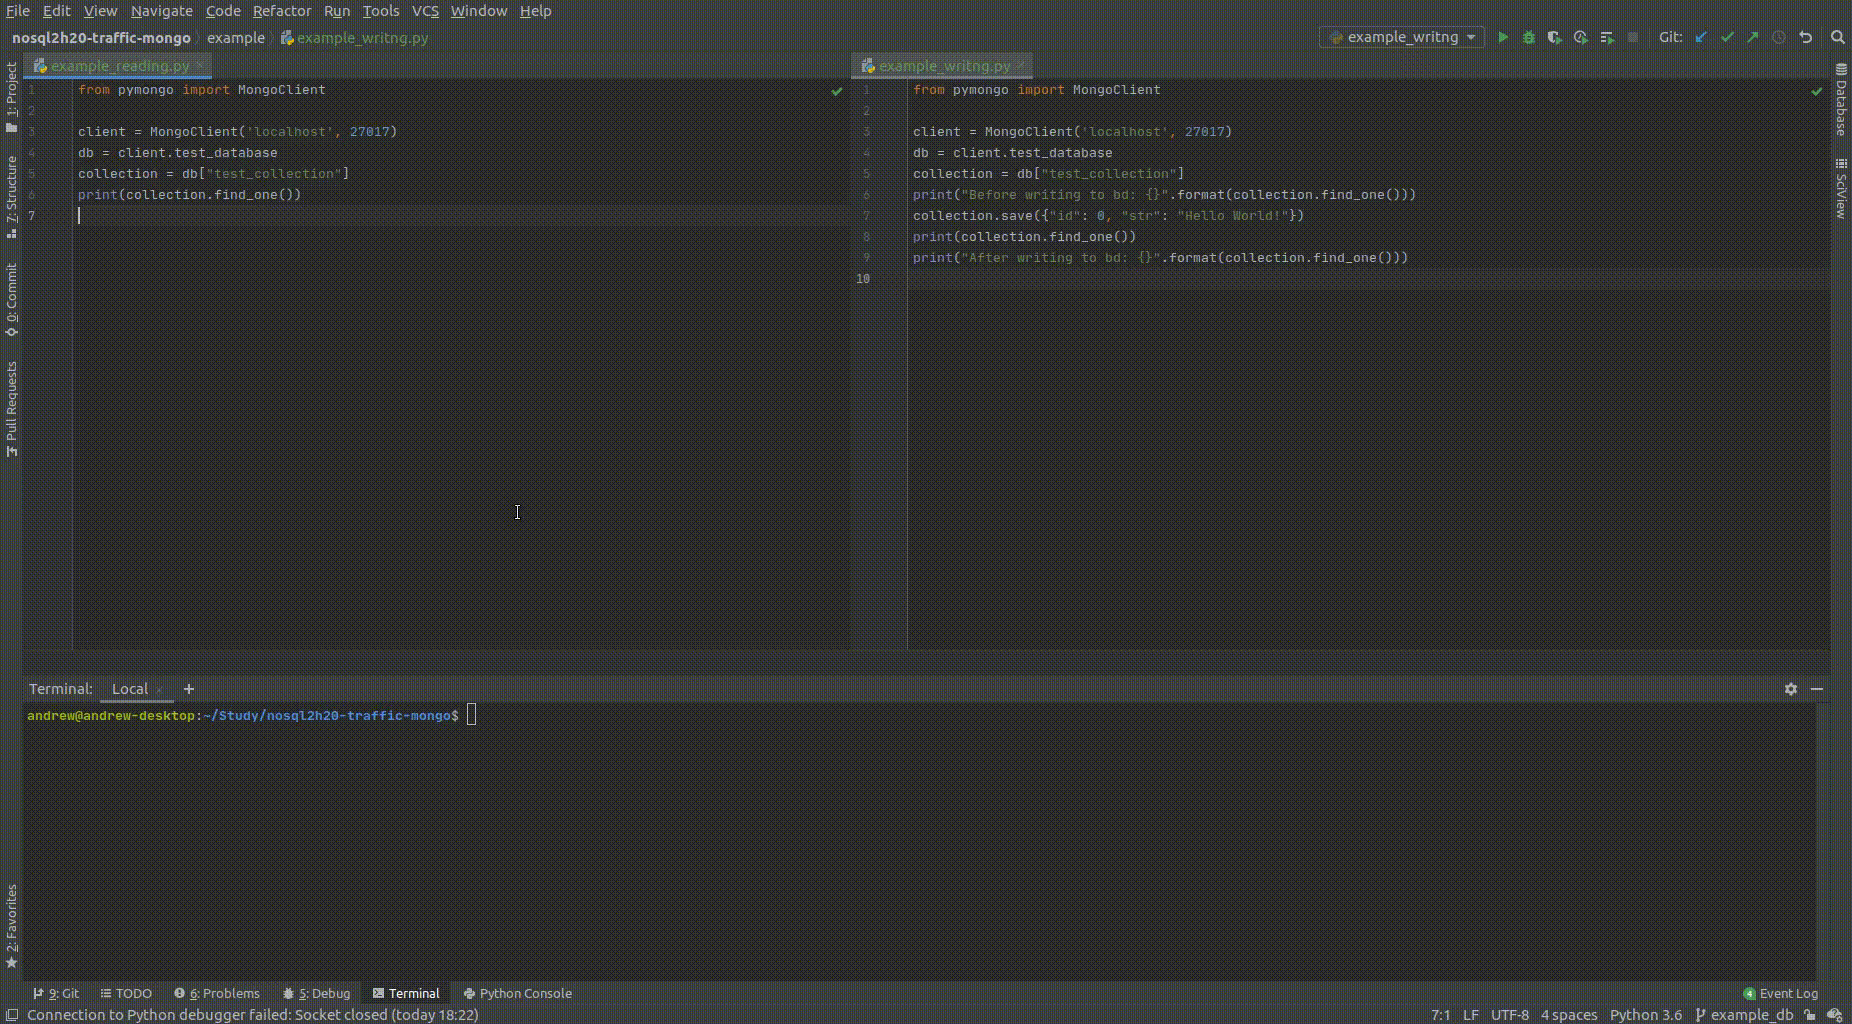 File Edit View Navigate Code Refactor Run Tools VCS Window Help
nosql2h20-traffic-mongo example example_writng.py
example_writng
Git:
1: Project
7: Structure
0: Commit
Pull Requests
2: Favorites
example_reading.py
1 from pymongo import MongoClient
2
3 client = MongoClient('localhost', 27017)
4 db = client.test_database
5 collection = db["test_collection"]
6 print(collection.find_one())
7
example_writng.py
1 from pymongo import MongoClient
2
3 client = MongoClient('localhost', 27017)
4 db = client.test_database
5 collection = db["test_collection"]
6 print("Before writing to bd: {}".format(collection.find_one()))
7 collection.save({"id": 0, "str": "Hello World!"})
8 print(collection.find_one())
9 print("After writing to bd: {}".format(collection.find_one()))
10
Database
SciView
Terminal: Local
andrew@andrew-desktop:~/Study/nosql2h20-traffic-mongo$
9: Git TODO 6: Problems 5: Debug Terminal Python Console
4 Event Log
Connection to Python debugger failed: Socket closed (today 18:22)
7:1 LF UTF-8 4 spaces Python 3.6 example_db